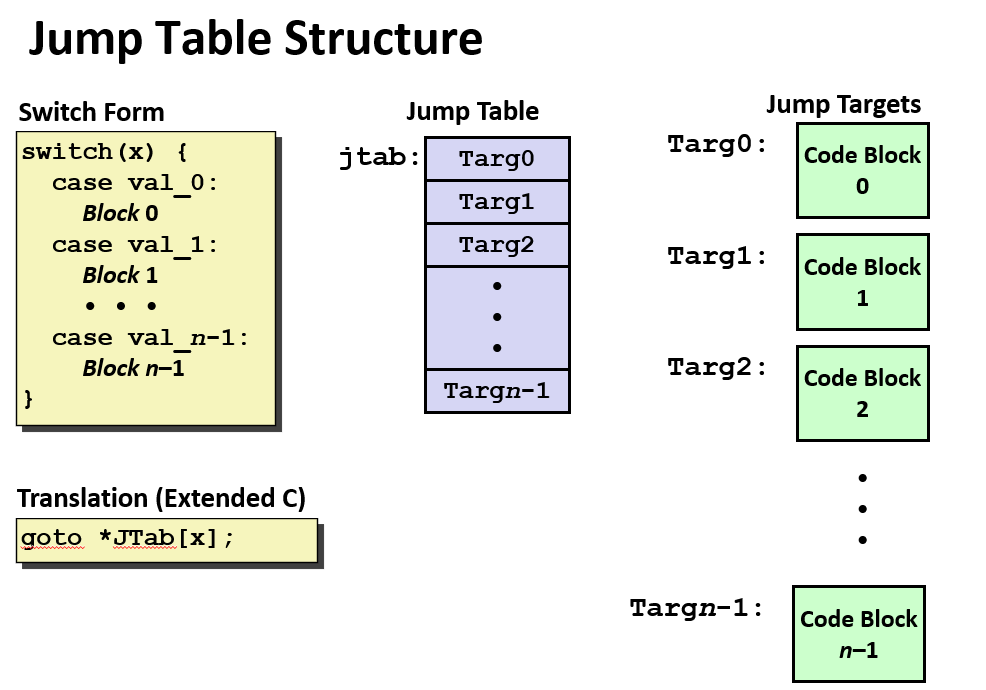 Jump Table Structure
Switch Form
switch(x) {
case val_0:
Block 0
case val_1:
Block 1
• • •
case val_n-1:
Block n–1
}
Translation (Extended C)
goto *JTab[x];
Jump Table
jtab:
Targ0
Targ1
Targ2
•
•
•
Targn-1
Jump Targets
Targ0:
Code Block
0
Targ1:
Code Block
1
Targ2:
Code Block
2
•
•
•
Targn-1:
Code Block
n–1